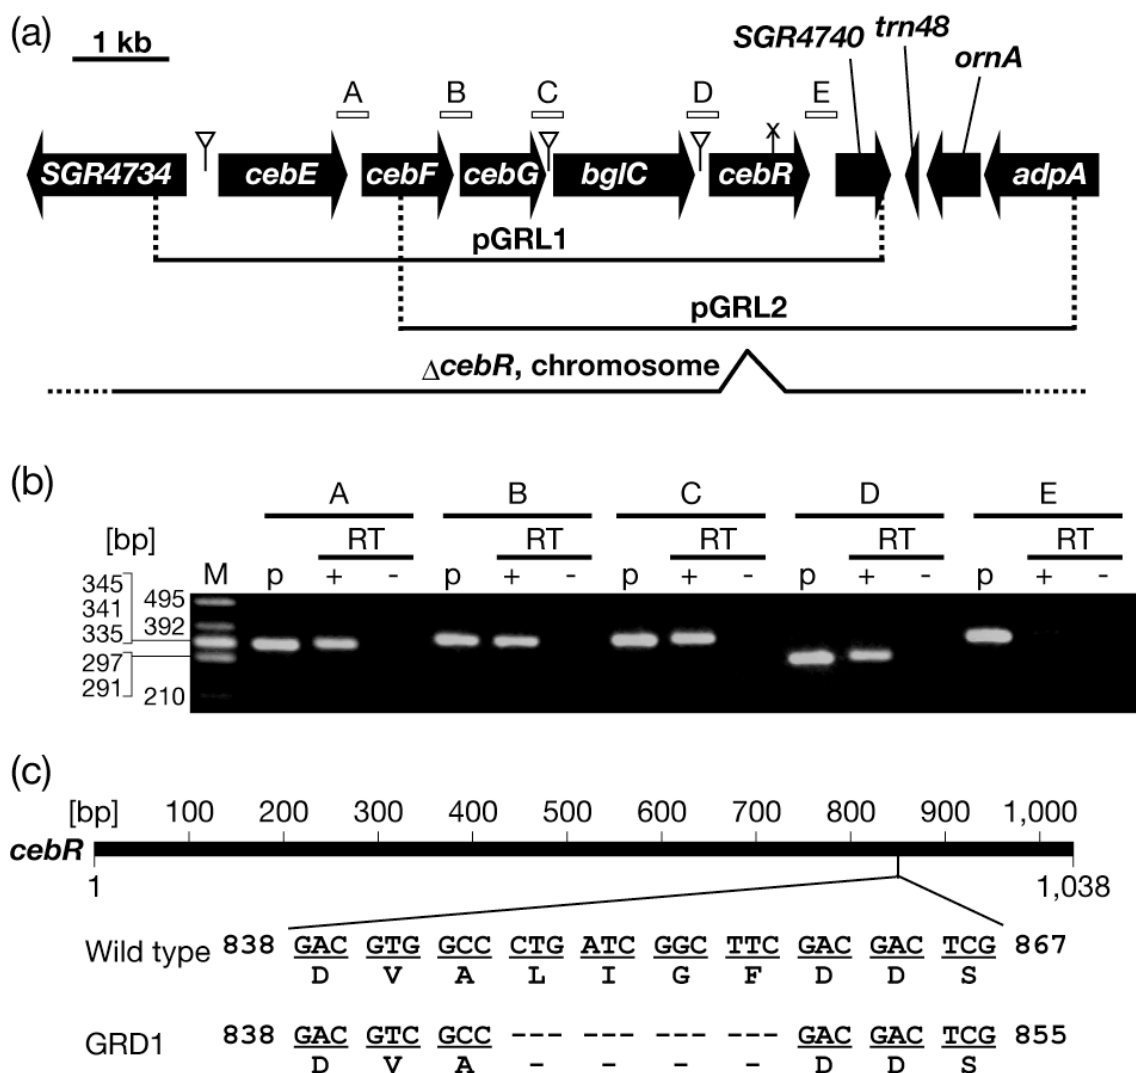 (a)
1 kb
SGR4740 trn48
ornA
A B C D E
x
SGR4734 cebE cebF cebG bglC cebR adpA
pGRL1
pGRL2
ΔcebR, chromosome
(b)
A B C D E
[bp] RT RT RT RT RT
M p + - p + - p + - p + - p + -
345 495
341 392
335
297
291 210
(c)
[bp] 100 200 300 400 500 600 700 800 900 1,000
cebR
1 1,038
Wild type 838 GAC GTG GCC CTG ATC GGC TTC GAC GAC TCG 867
D V A L I G F D D S
GRD1 838 GAC GTC GCC --- --- --- --- GAC GAC TCG 855
D V A - - - - D D S